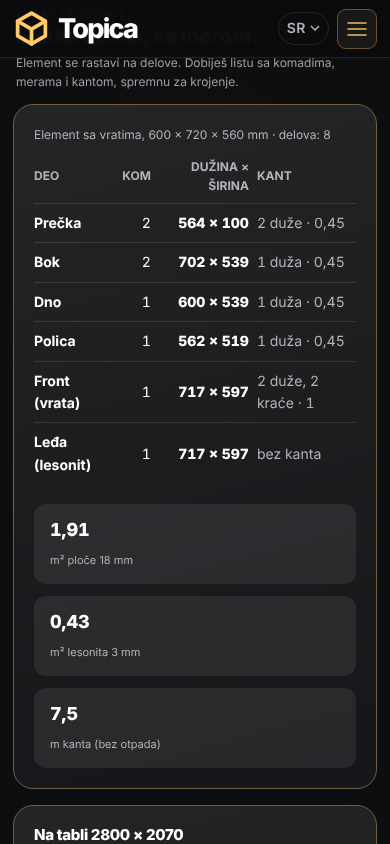 Topica
SR
, sa merom.
Element se rastavi na delove. Dobiješ listu sa komadima,
merama i kantom, spremnu za krojenje.
Element sa vratima, 600 × 720 × 560 mm · delova: 8
DEO KOM DUŽINA × ŠIRINA KANT
Prečka 2 564 × 100 2 duže · 0,45
Bok 2 702 × 539 1 duža · 0,45
Dno 1 600 × 539 1 duža · 0,45
Polica 1 562 × 519 1 duža · 0,45
Front (vrata) 1 717 × 597 2 duže, 2 kraće · 1
Leđa (lesonit) 1 717 × 597 bez kanta
1,91
m² ploče 18 mm
0,43
m² lesonita 3 mm
7,5
m kanta (bez otpada)
Na tabli 2800 × 2070